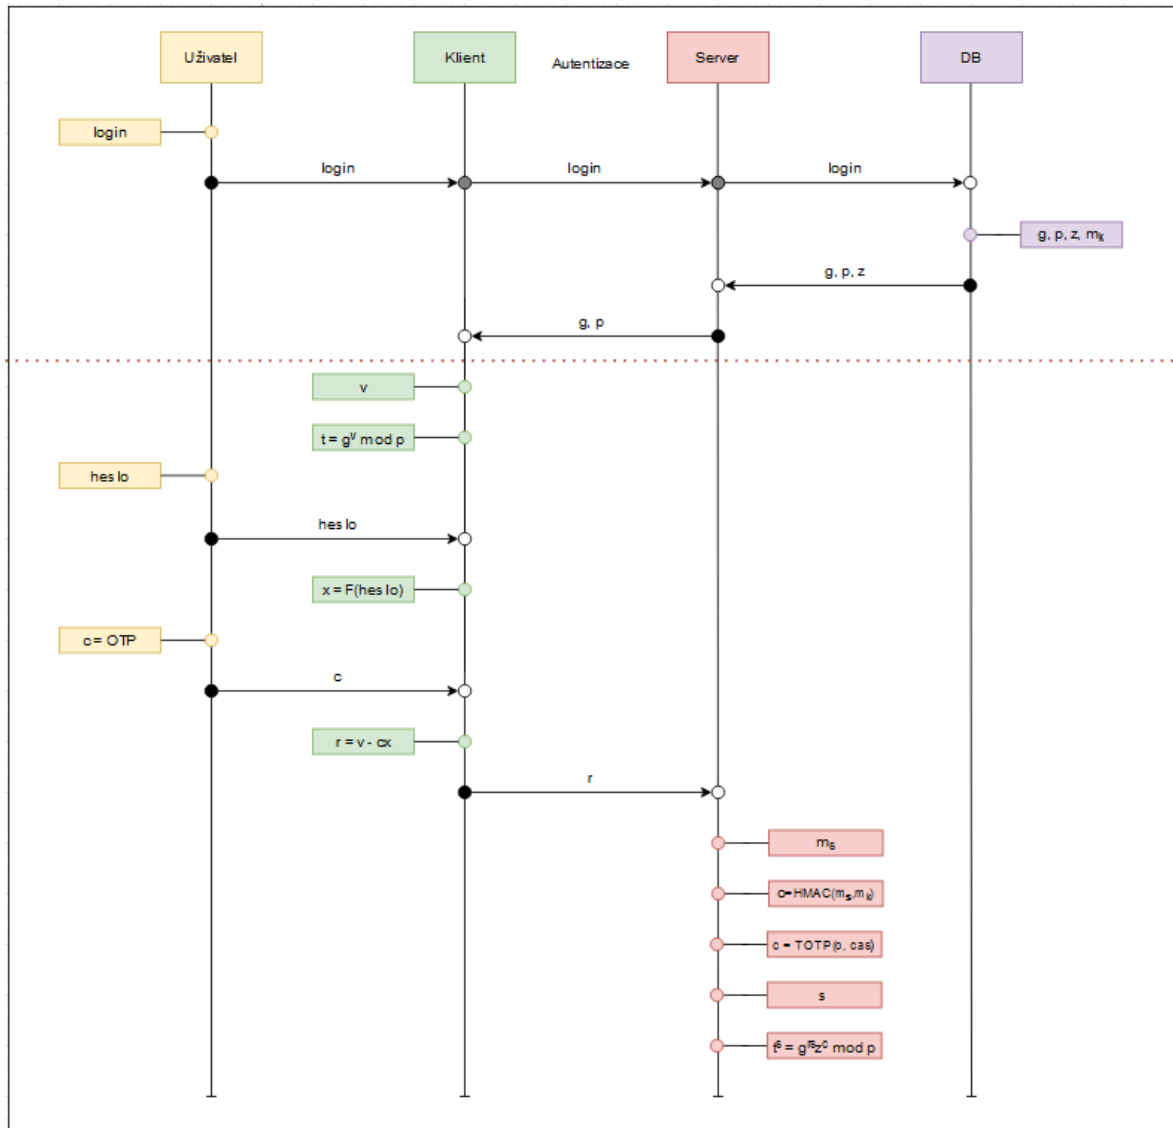 Uživatel
Klient
Autentizace
Server
DB
login
login
login
login
g, p, z, mₖ
g, p, z
g, p
v
t = gᵛ mod p
heslo
heslo
x = F(heslo)
c = OTP
c
r = v - cx
r
mₛ
o=HMAC(mₛ,mₖ)
c = TOTP(o, cas)
s
tˢ = gʳˢzᶜ mod p